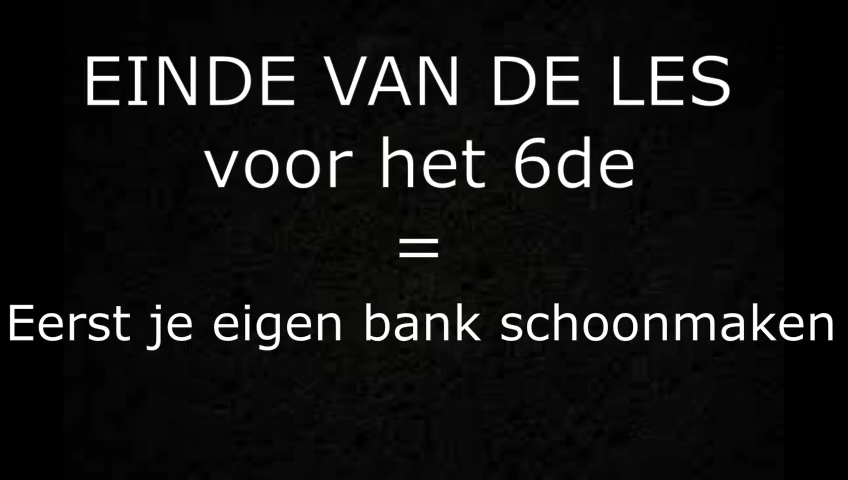 EINDE VAN DE LES
voor het 6de
=
Eerst je eigen bank schoonmaken